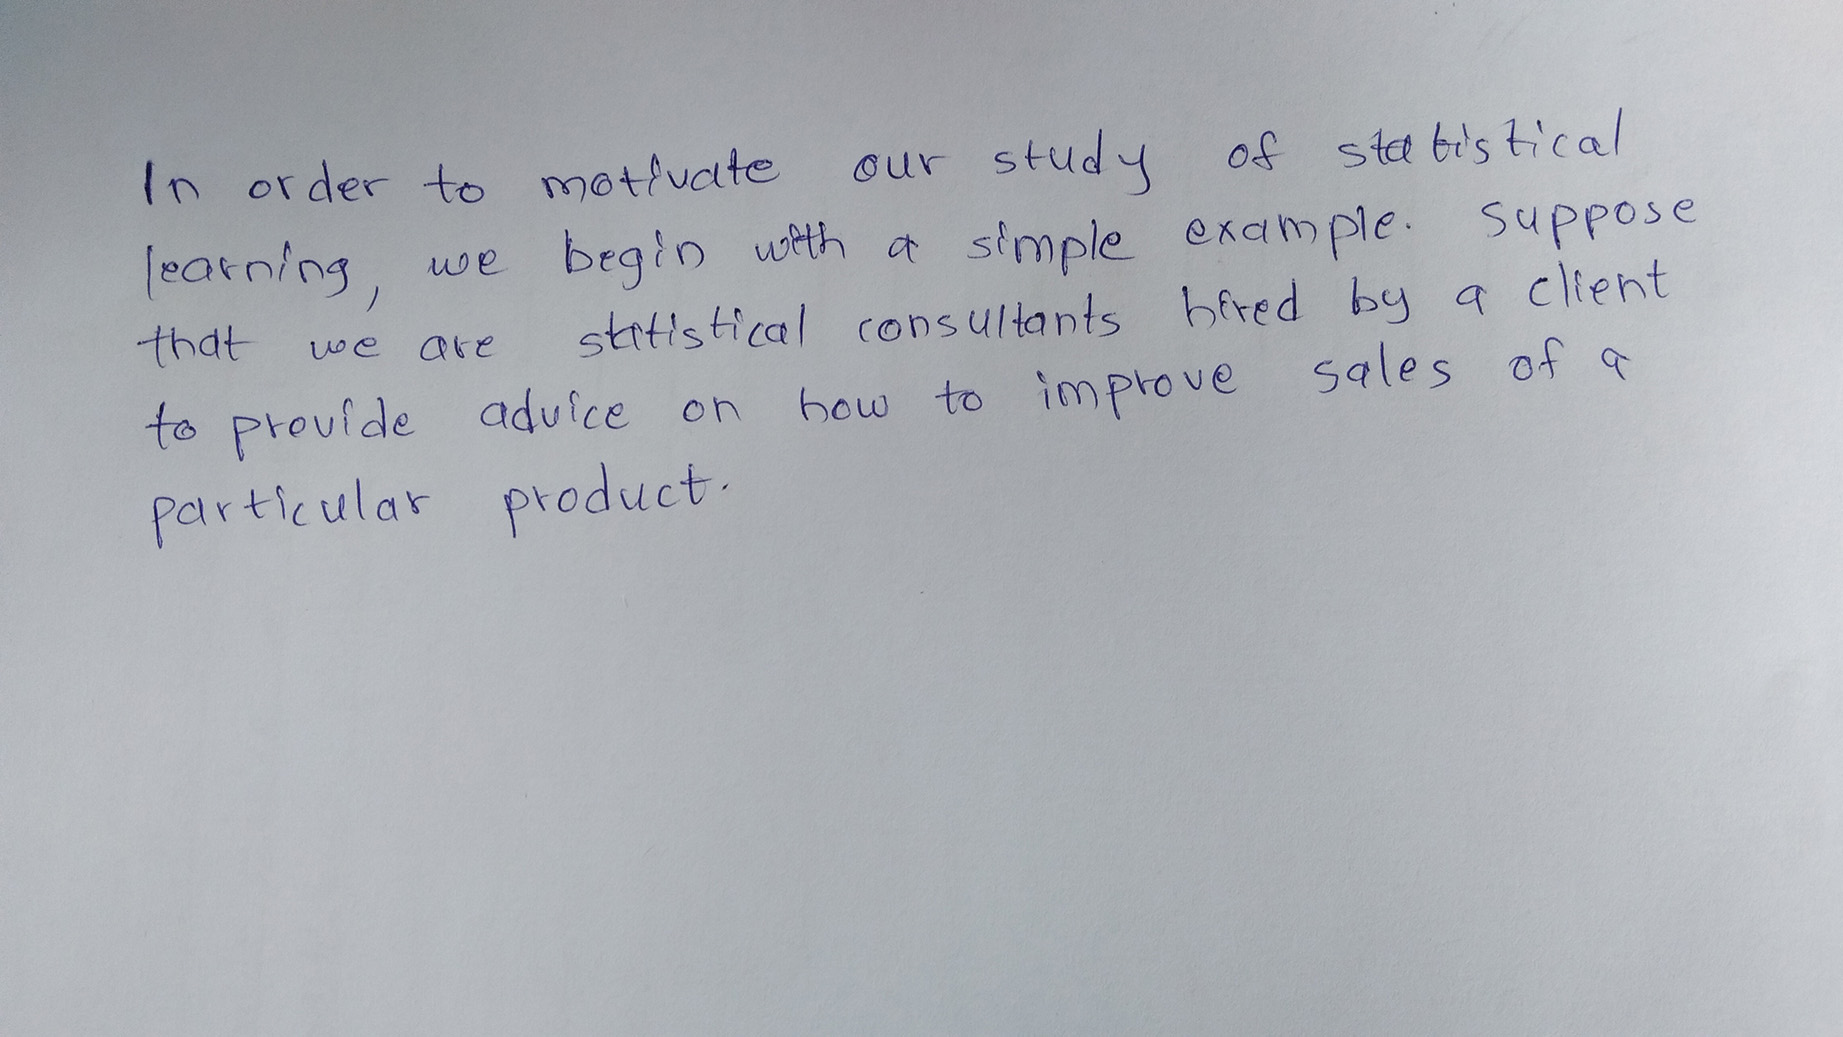 In order to motivate our study of statistical
learning, we begin with a simple example. Suppose
that we are statistical consultants hired by a client
to provide advice on how to improve sales of a
particular product.